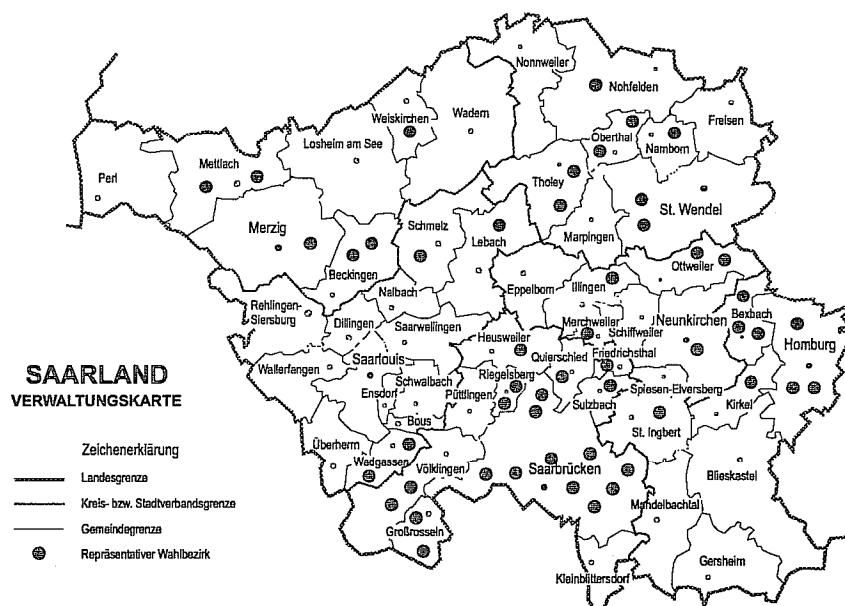 Nonnweiler
Nohfelden
Weiskirchen
Wadern
Freisen
Oberthal
Losheim am See
Namborn
Mettlach
Perl
Tholey
St. Wendel
Merzig
Schmelz
Lebach
Marpingen
Beckingen
Ottweiler
Eppelborn
Illingen
Nalbach
Rehlingen-
Siersburg
Dillingen
Saarwellingen
Merchweiler
Schiffweiler
Neunkirchen
Bexbach
Heusweiler
Homburg
Quierschied
Friedrichsthal
Saarlouis
Wallerfangen
SAARLAND
VERWALTUNGSKARTE
Riegelsberg
Schwalbach
Ensdorf
Püttlingen
Spiesen-Elversberg
Sulzbach
Kirkel
Bous
St. Ingbert
Überherrn
Wadgassen
Völklingen
Saarbrücken
Blieskastel
Mandelbachtal
Großrosseln
Gersheim
Kleinblittersdorf
Zeichenerklärung
Landesgrenze
Kreis- bzw. Stadtverbandsgrenze
Gemeindegrenze
Repräsentativer Wahlbezirk